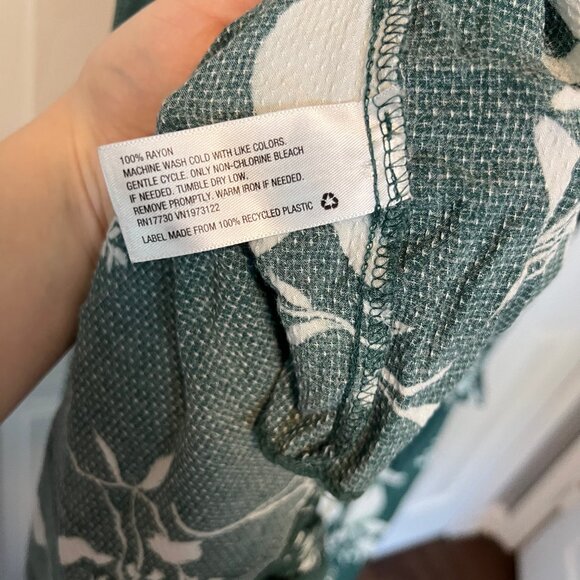 100% RAYON
MACHINE WASH COLD WITH LIKE COLORS.
GENTLE CYCLE. ONLY NON-CHLORINE BLEACH
IF NEEDED. TUMBLE DRY LOW.
REMOVE PROMPTLY. WARM IRON IF NEEDED.
RN17730 VN1973122
LABEL MADE FROM 100% RECYCLED PLASTIC